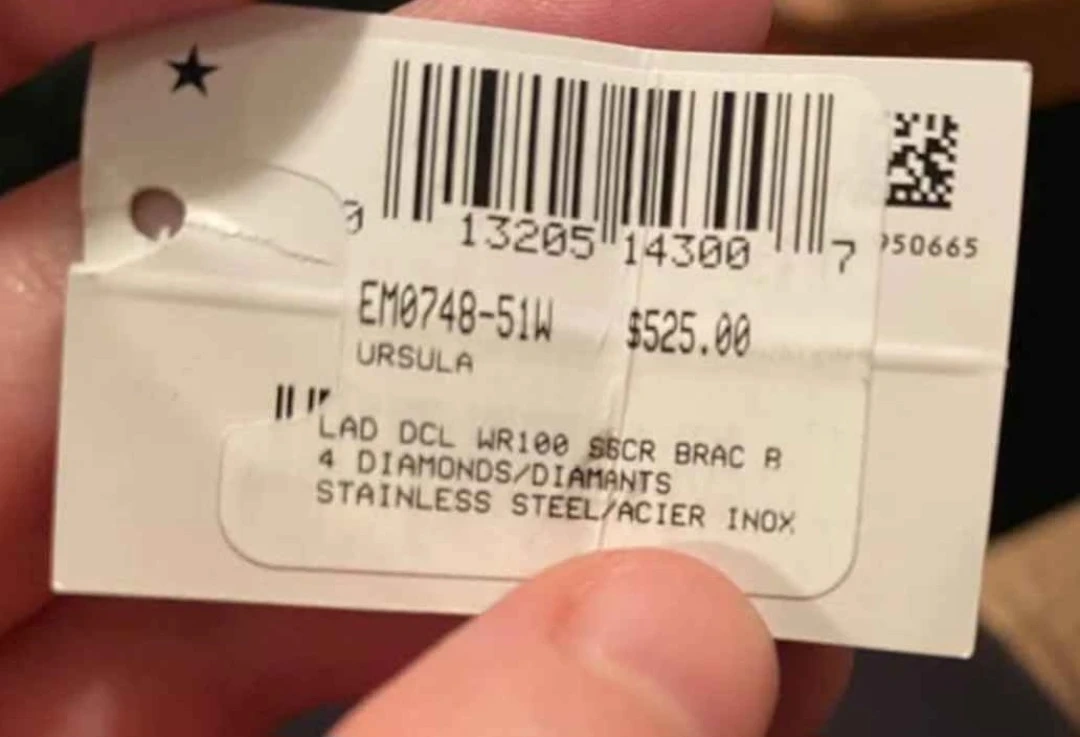 0 13205 14300 7
950665
EM0748-51W $525.00
URSULA
LAD DCL WR100 SSCR BRAC B
4 DIAMONDS/DIAMANTS
STAINLESS STEEL/ACIER INOX